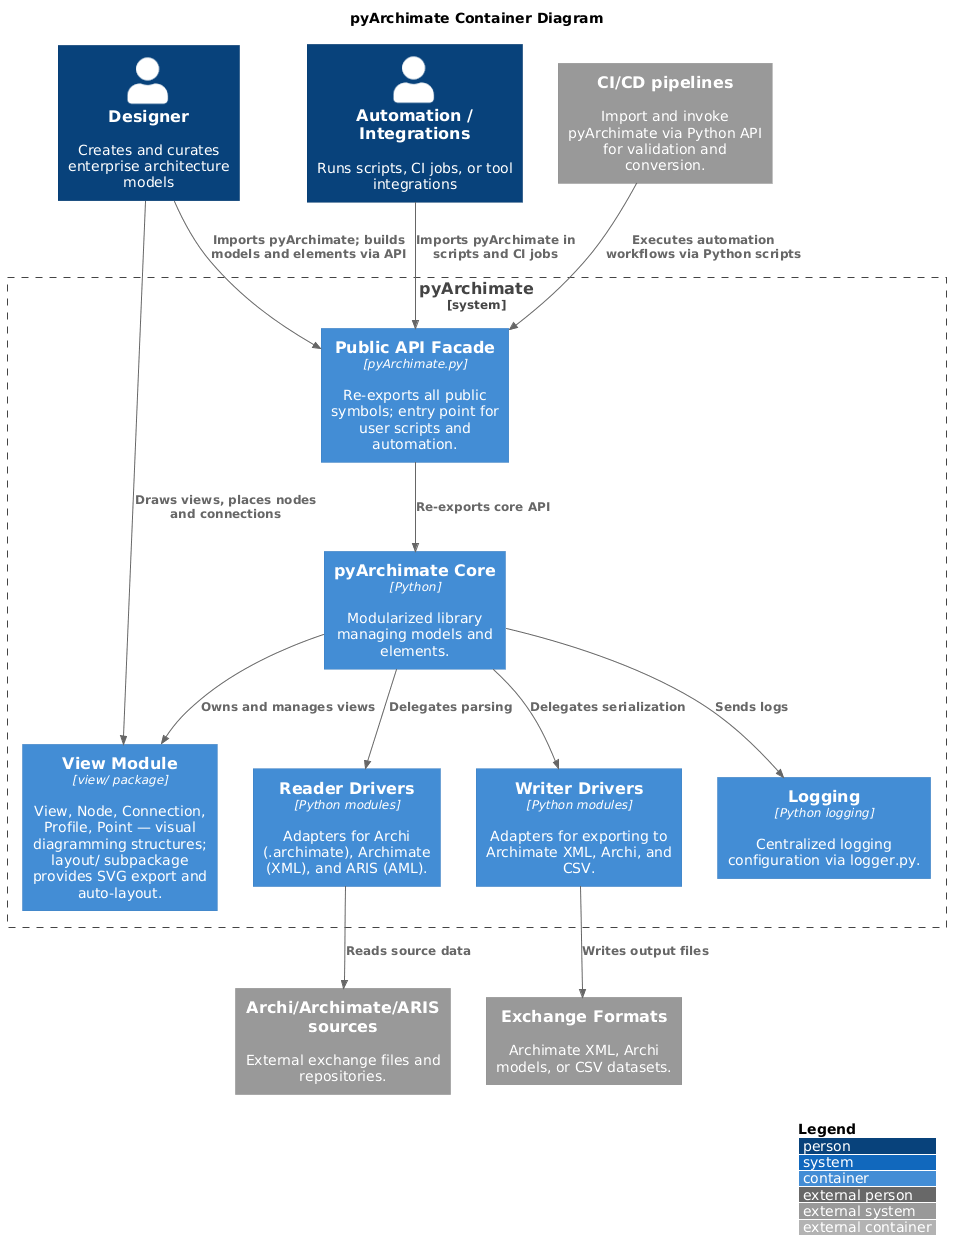 pyArchimate Container Diagram
Designer
Creates and curates
enterprise architecture
models
Automation /
Integrations
Runs scripts, CI jobs, or tool
integrations
CI/CD pipelines
Import and invoke
pyArchimate via Python API
for validation and
conversion.
Imports pyArchimate; builds
models and elements via API
Imports pyArchimate in
scripts and CI jobs
Executes automation
workflows via Python scripts
pyArchimate
[system]
Public API Facade
[pyArchimate.py]
Re-exports all public
symbols; entry point for
user scripts and
automation.
Draws views, places nodes
and connections
Re-exports core API
pyArchimate Core
[Python]
Modularized library
managing models and
elements.
Owns and manages views
Delegates parsing
Delegates serialization
Sends logs
View Module
[view/ package]
View, Node, Connection,
Profile, Point — visual
diagramming structures;
layout/ subpackage
provides SVG export and
auto-layout.
Reader Drivers
[Python modules]
Adapters for Archi
(.archimate), Archimate
(XML), and ARIS (AML).
Writer Drivers
[Python modules]
Adapters for exporting to
Archimate XML, Archi, and
CSV.
Logging
[Python logging]
Centralized logging
configuration via logger.py.
Reads source data
Writes output files
Archi/Archimate/ARIS
sources
External exchange files and
repositories.
Exchange Formats
Archimate XML, Archi
models, or CSV datasets.
Legend
person
system
container
external person
external system
external container